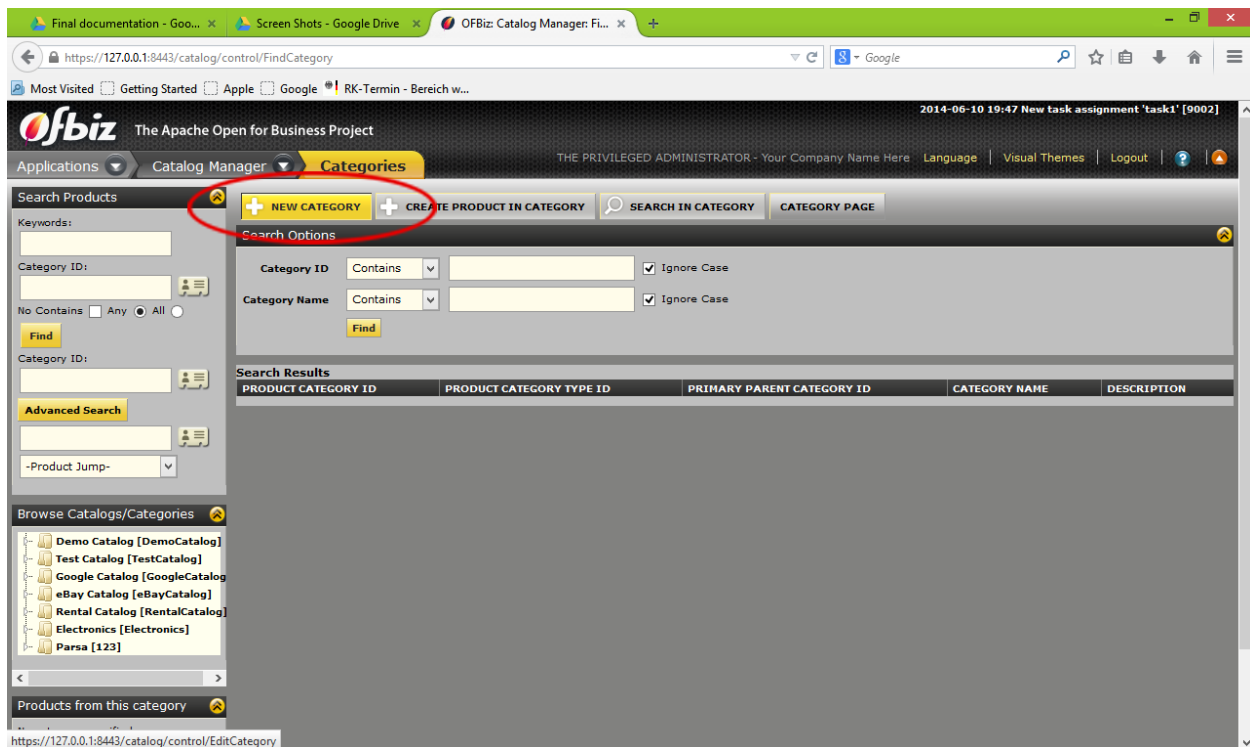 Final documentation - Goo... ×
Screen Shots - Google Drive ×
OFBiz: Catalog Manager: Fi... ×
https://127.0.0.1:8443/catalog/control/FindCategory
Google
Most Visited Getting Started Apple Google RK-Termin - Bereich w...
2014-06-10 19:47 New task assignment 'task1' [9002]
Ofbiz The Apache Open for Business Project
THE PRIVILEGED ADMINISTRATOR - Your Company Name Here Language Visual Themes Logout
Applications Catalog Manager Categories
Search Products
NEW CATEGORY CREATE PRODUCT IN CATEGORY SEARCH IN CATEGORY CATEGORY PAGE
Keywords:
Search Options
Category ID:
Category ID Contains Ignore Case
Category Name Contains Ignore Case
No Contains Any All
Find
Find
Category ID:
Search Results
PRODUCT CATEGORY ID PRODUCT CATEGORY TYPE ID PRIMARY PARENT CATEGORY ID CATEGORY NAME DESCRIPTION
Advanced Search
-Product Jump-
Browse Catalogs/Categories
Demo Catalog [DemoCatalog]
Test Catalog [TestCatalog]
Google Catalog [GoogleCatalog
eBay Catalog [eBayCatalog]
Rental Catalog [RentalCatalog]
Electronics [Electronics]
Parsa [123]
Products from this category
https://127.0.0.1:8443/catalog/control/EditCategory